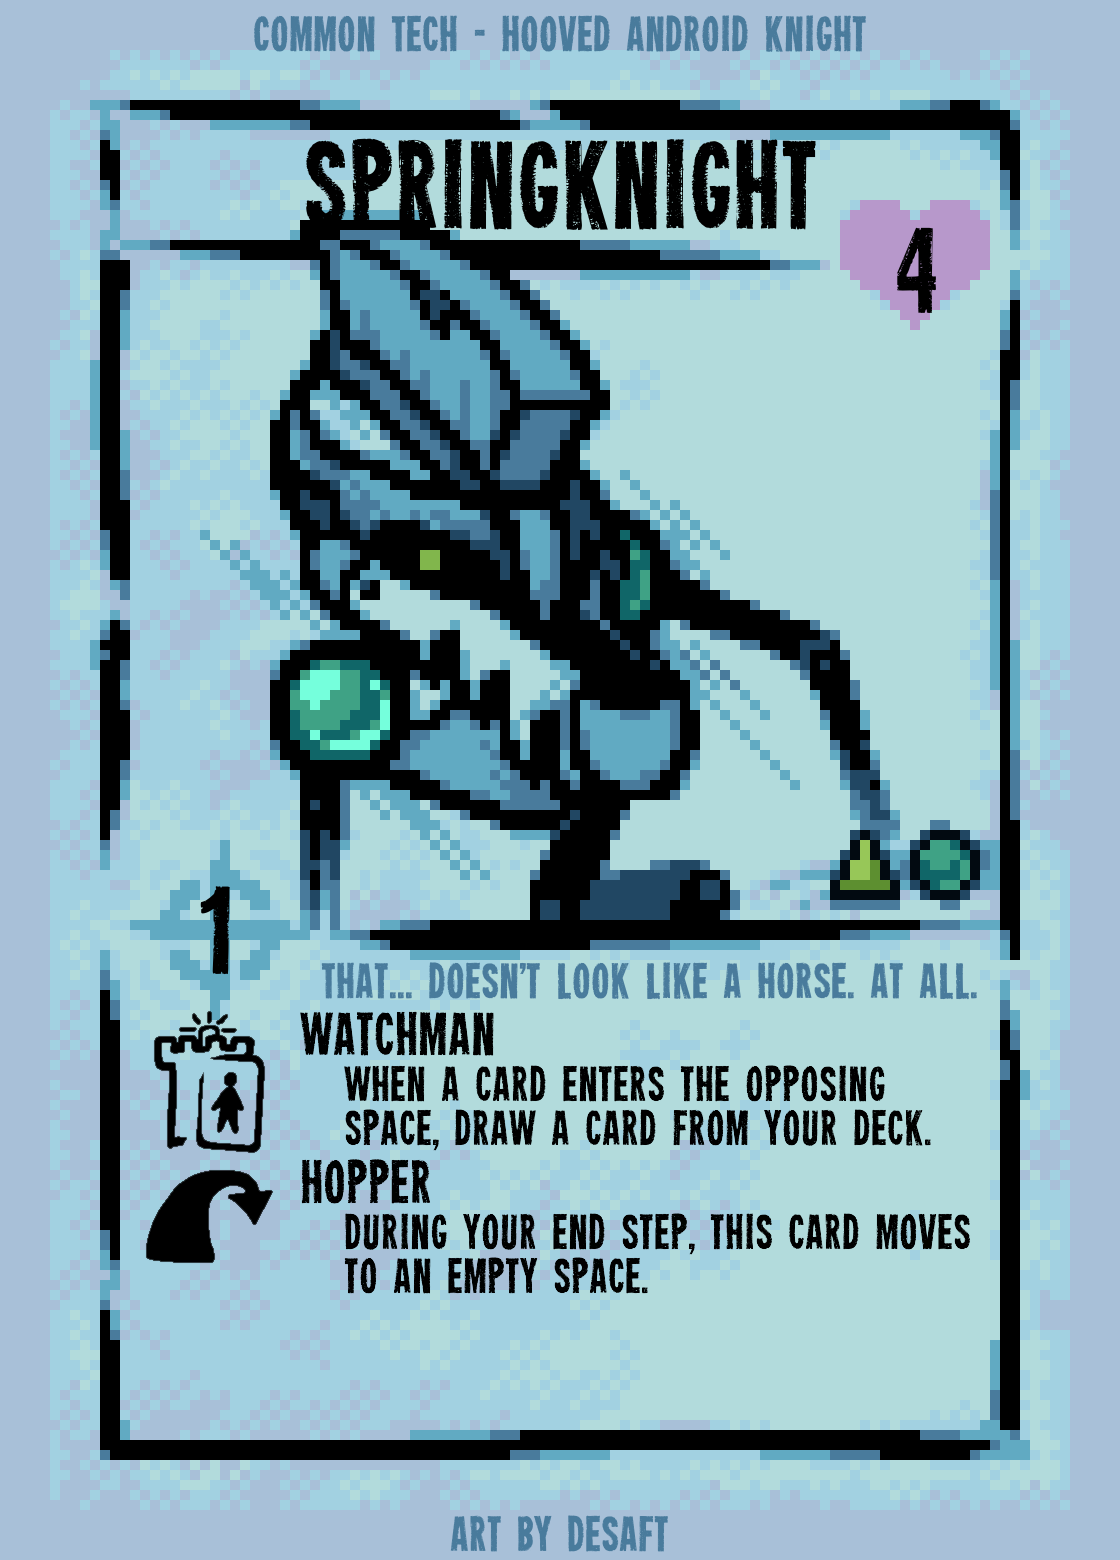 COMMON TECH - HOOVED ANDROID KNIGHT
SPRINGKNIGHT
4
1
THAT... DOESN'T LOOK LIKE A HORSE. AT ALL.
WATCHMAN
WHEN A CARD ENTERS THE OPPOSING
SPACE, DRAW A CARD FROM YOUR DECK.
HOPPER
DURING YOUR END STEP, THIS CARD MOVES
TO AN EMPTY SPACE.
ART BY DESAFT